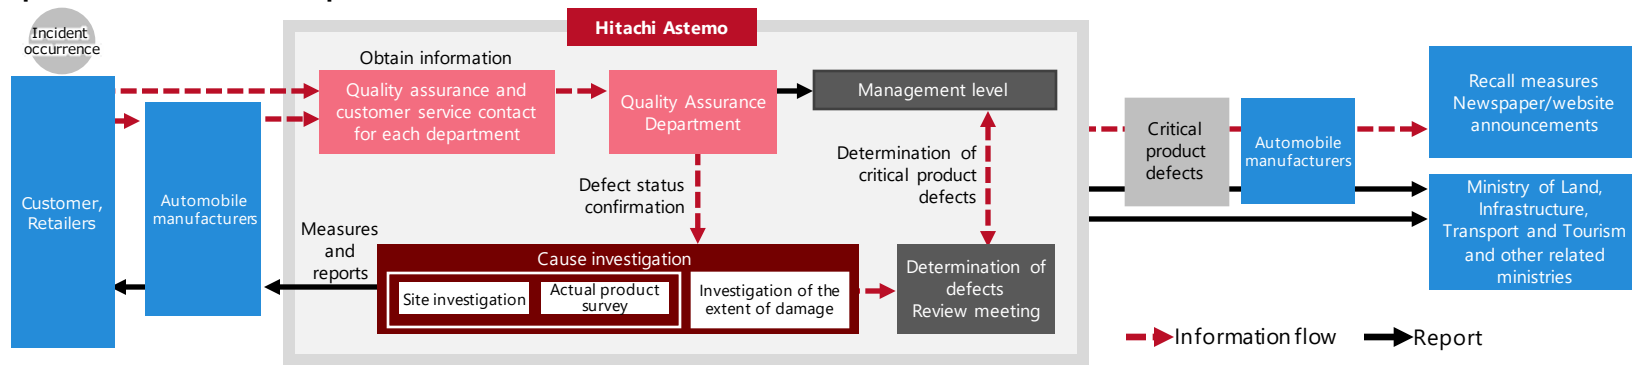 Incident
occurrence
Customer,
Retailers
Automobile
manufacturers
Hitachi Astemo
Obtain information
Quality assurance and
customer service contact
for each department
Quality Assurance
Department
Management level
Defect status
confirmation
Determination of
critical product
defects
Measures
and
reports
Cause investigation
Site investigation
Actual product
survey
Investigation of the
extent of damage
Determination of
defects
Review meeting
Critical
product
defects
Automobile
manufacturers
Recall measures
Newspaper/website
announcements
Ministry of Land,
Infrastructure,
Transport and Tourism
and other related
ministries
Information flow
Report